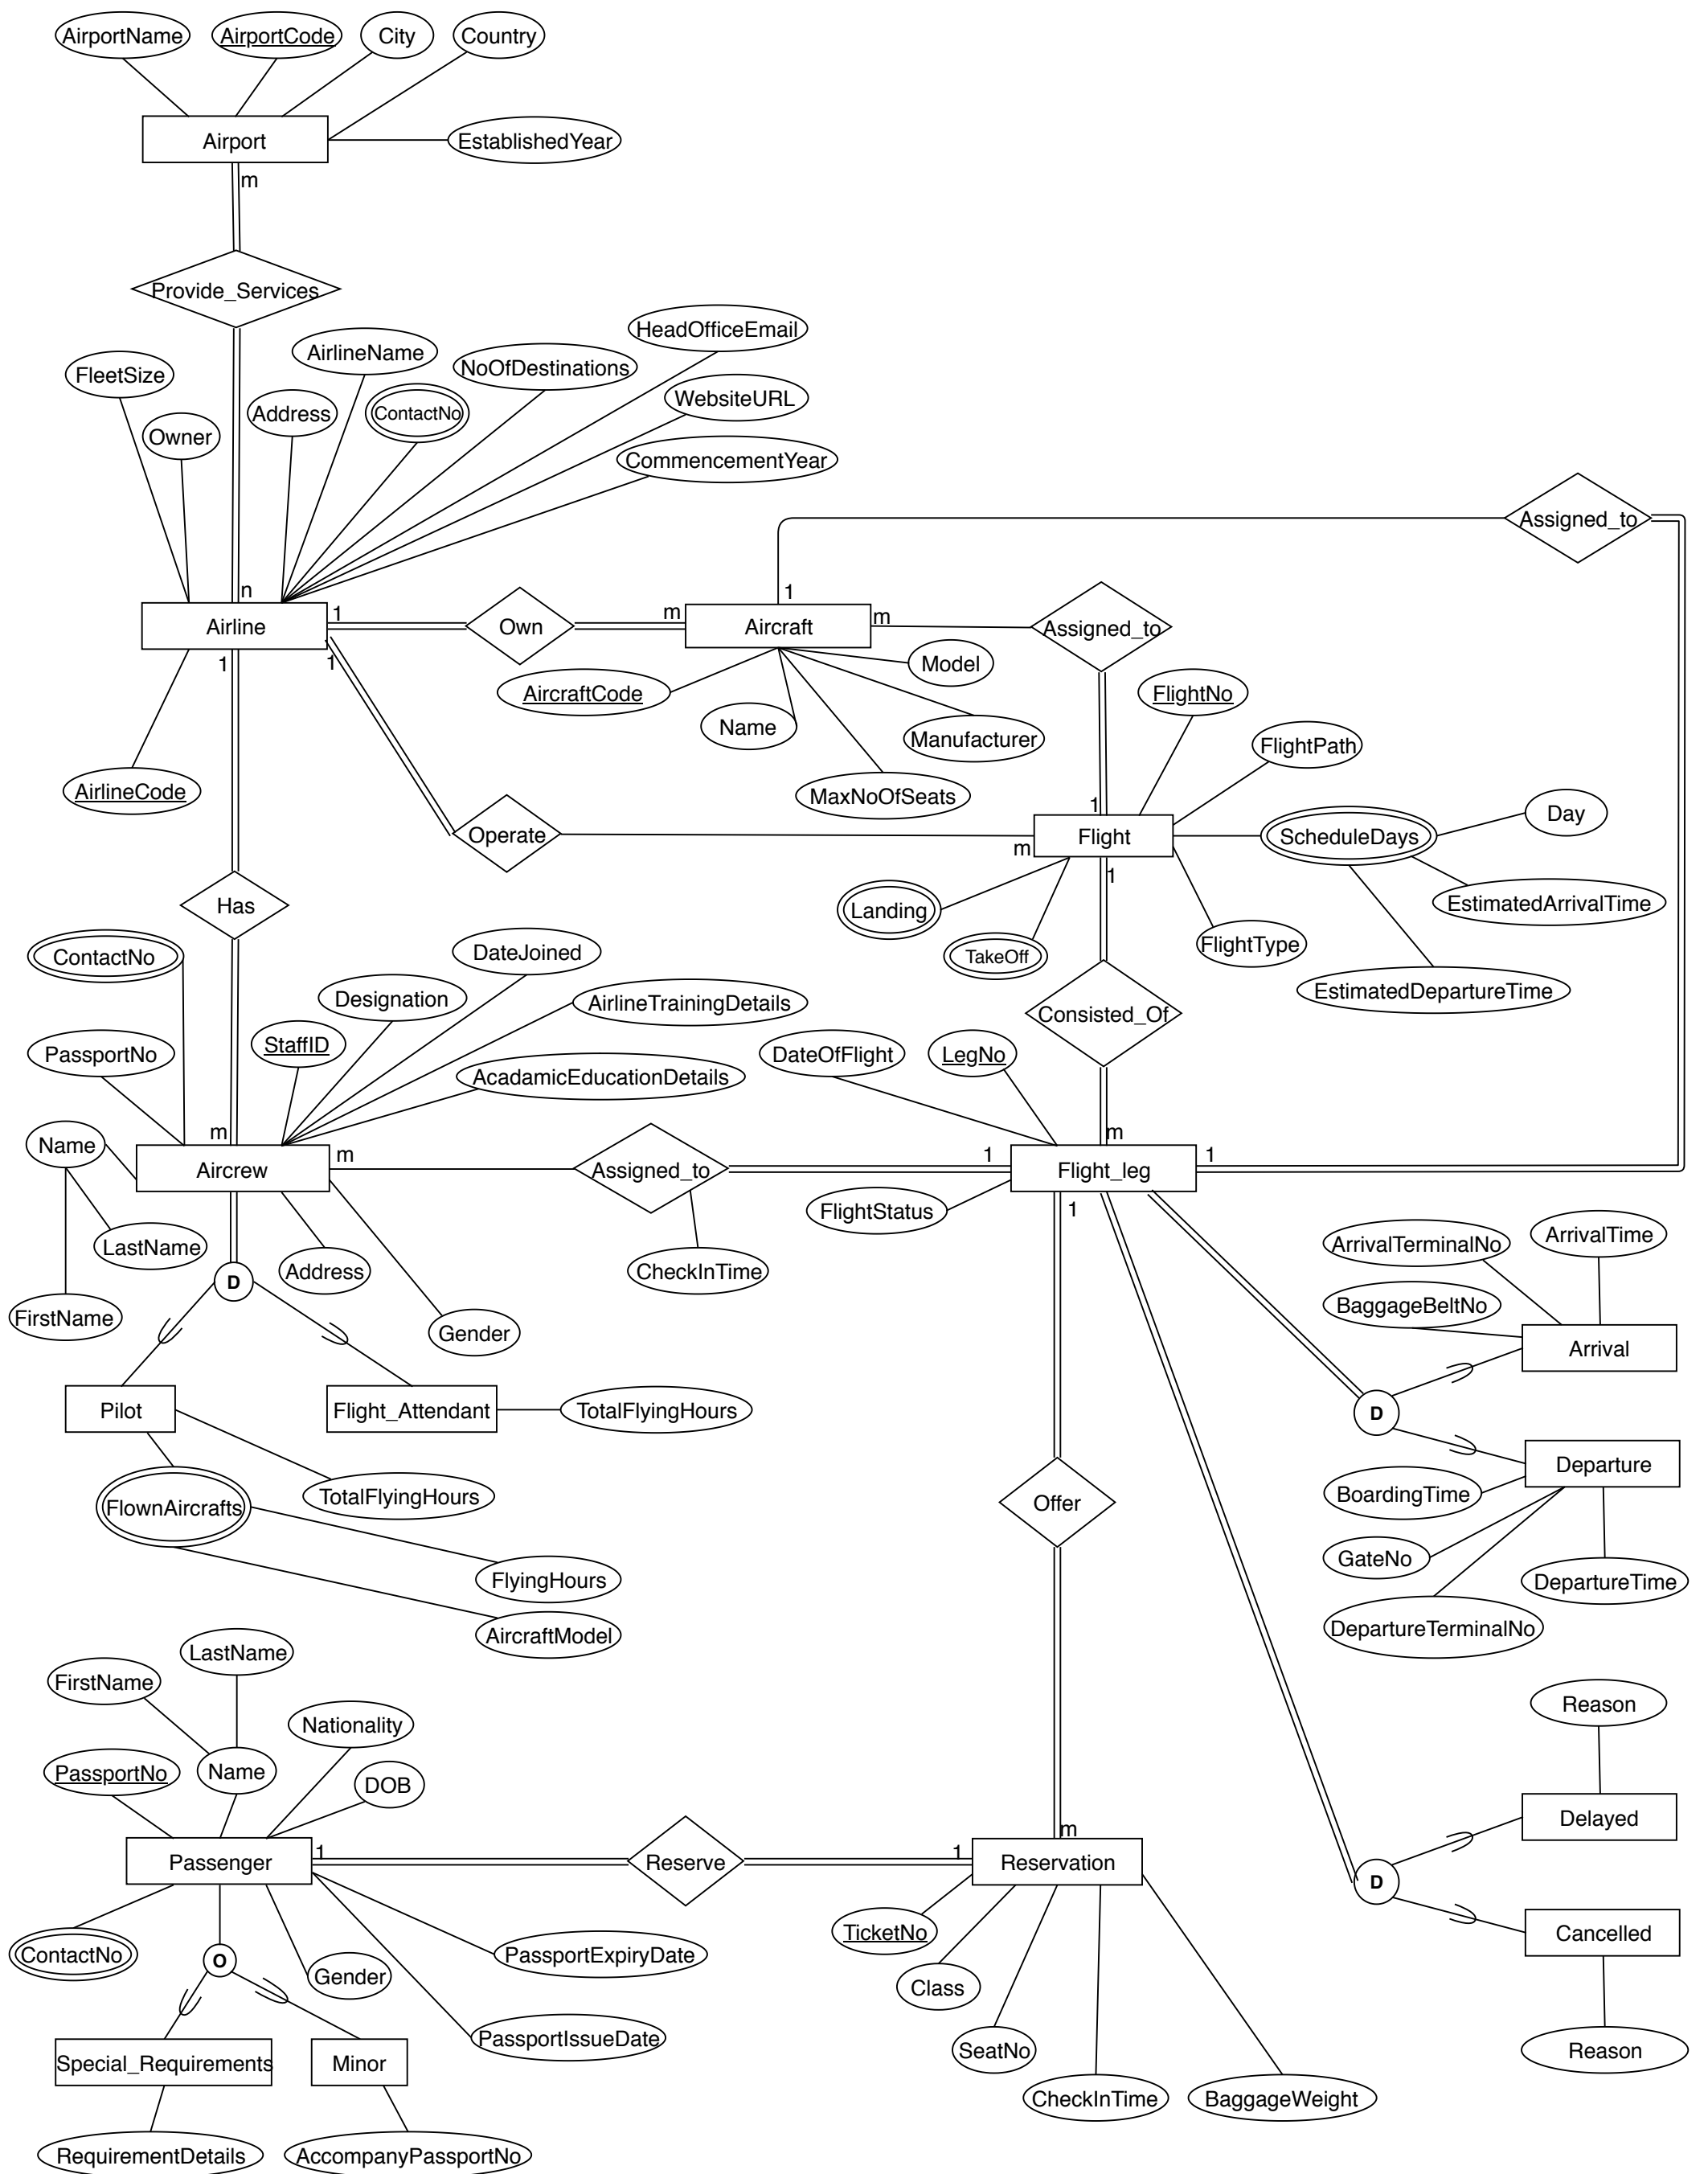 AirportName
AirportCode
City
Country
Airport
EstablishedYear
m
Provide_Services
HeadOfficeEmail
AirlineName
NoOfDestinations
FleetSize
WebsiteURL
Address
ContactNo
Owner
CommencementYear
Assigned_to
n
1
m
1
m
Airline
Own
Aircraft
Assigned_to
1
1
Model
AircraftCode
FlightNo
Name
Manufacturer
FlightPath
AirlineCode
MaxNoOfSeats
1
Day
Operate
Flight
ScheduleDays
m
1
Has
Landing
EstimatedArrivalTime
FlightType
DateJoined
ContactNo
TakeOff
EstimatedDepartureTime
Designation
AirlineTrainingDetails
Consisted_Of
StaffID
PassportNo
DateOfFlight
LegNo
AcadamicEducationDetails
m
m
Name
m
1
1
Aircrew
Assigned_to
Flight_leg
FlightStatus
1
LastName
ArrivalTerminalNo
ArrivalTime
Address
CheckInTime
D
BaggageBeltNo
FirstName
Gender
Arrival
Pilot
Flight_Attendant
TotalFlyingHours
D
Departure
TotalFlyingHours
BoardingTime
FlownAircrafts
Offer
GateNo
FlyingHours
DepartureTime
AircraftModel
DepartureTerminalNo
LastName
FirstName
Reason
Nationality
PassportNo
Name
DOB
Delayed
m
1
1
Passenger
Reserve
Reservation
D
TicketNo
Cancelled
ContactNo
O
PassportExpiryDate
Gender
Class
PassportIssueDate
SeatNo
Reason
Special_Requirements
Minor
CheckInTime
BaggageWeight
RequirementDetails
AccompanyPassportNo